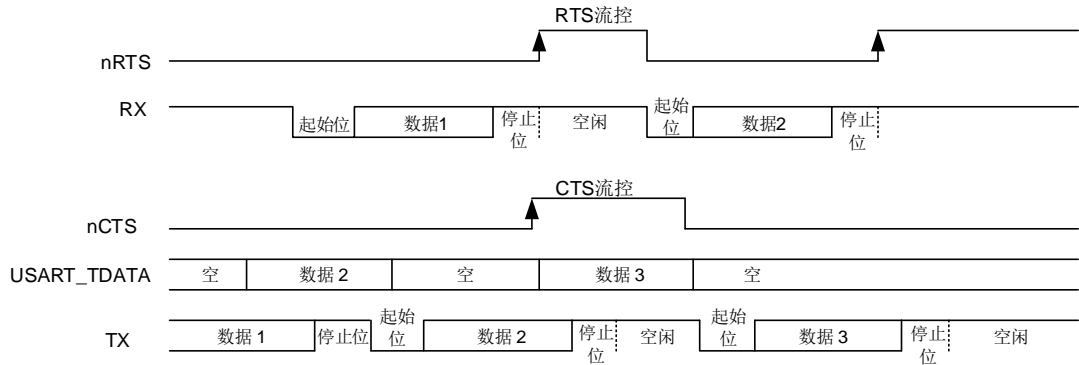 RTS流控
nRTS
RX
起始位
数据1
停止
位
空闲
起始
位
数据2
停止
位
CTS流控
nCTS
USART_TDATA
空
数据 2
空
数据 3
空
TX
数据 1
停止位
起始
位
数据 2
停止
位
空闲
起始
位
数据 3
停止
位
空闲